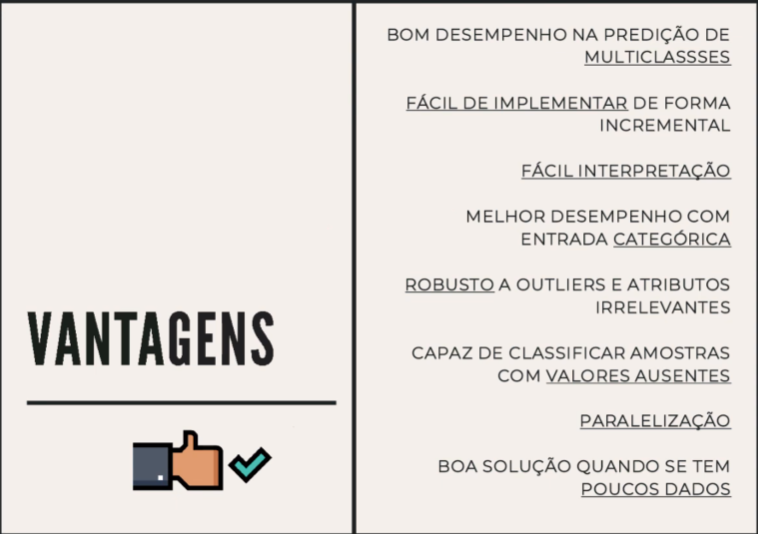 VANTAGENS
BOM DESEMPENHO NA PREDIÇÃO DE
MULTICLASSSES
FÁCIL DE IMPLEMENTAR DE FORMA
INCREMENTAL
FÁCIL INTERPRETAÇÃO
MELHOR DESEMPENHO COM
ENTRADA CATEGÓRICA
ROBUSTO A OUTLIERS E ATRIBUTOS
IRRELEVANTES
CAPAZ DE CLASSIFICAR AMOSTRAS
COM VALORES AUSENTES
PARALELIZAÇÃO
BOA SOLUÇÃO QUANDO SE TEM
POUCOS DADOS